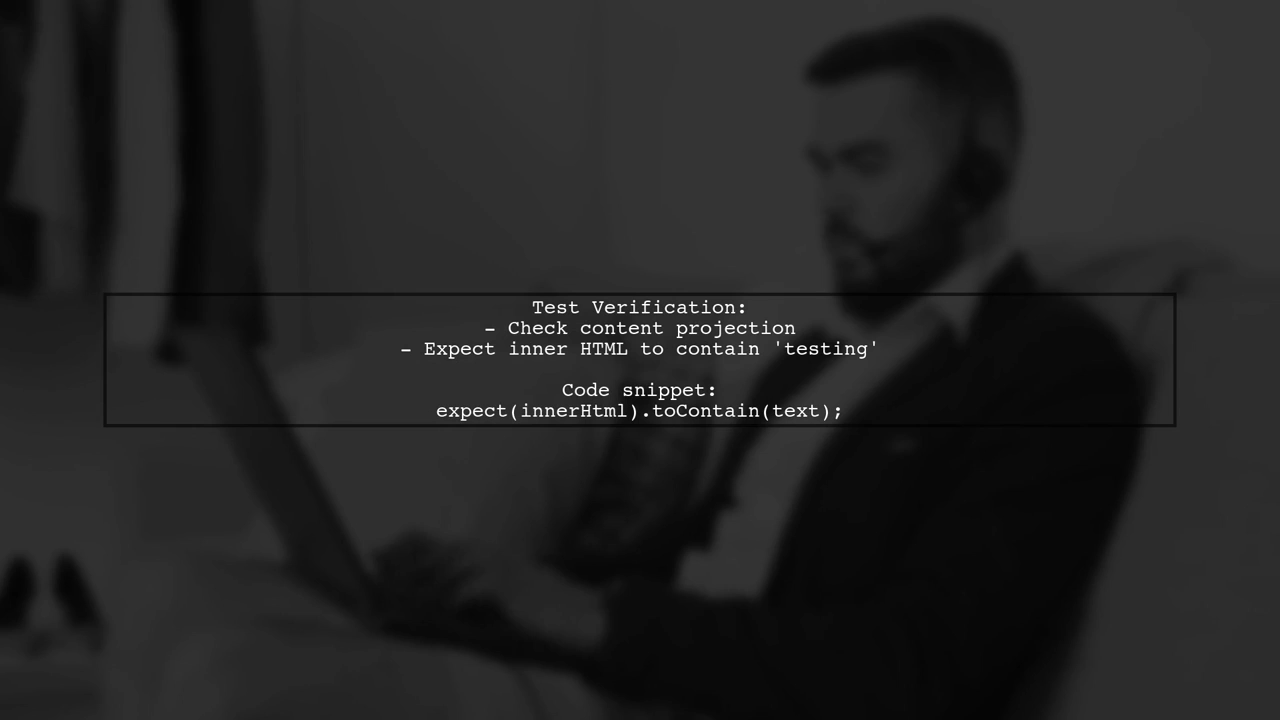 Test Verification:
- Check content projection
- Expect inner HTML to contain 'testing'
Code snippet:
expect(innerHtml).toContain(text);